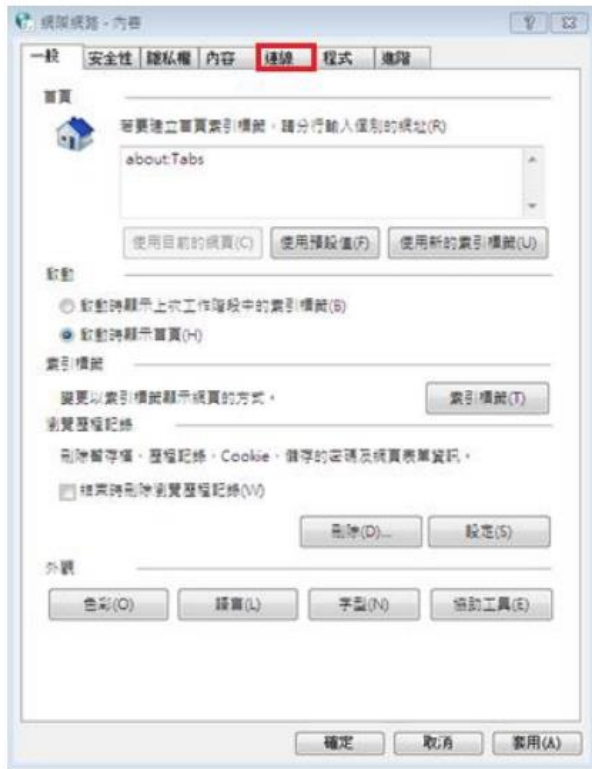 網際網路 - 內容
一般 安全性 隱私權 內容 連線 程式 進階
首頁
若要建立首頁索引標籤，請分行輸入個別的網址(R)
about:Tabs
使用目前的網頁(C) 使用預設值(F) 使用新的索引標籤(U)
啟動
啟動時顯示上次工作階段中的索引標籤(B)
啟動時顯示首頁(H)
索引標籤
變更以索引標籤顯示網頁的方式。 索引標籤(T)
瀏覽歷程記錄
刪除暫存檔、歷程記錄、Cookie、儲存的密碼及網頁表單資訊。
結束時刪除瀏覽歷程記錄(W)
刪除(D)... 設定(S)
外觀
色彩(O) 語言(L) 字型(N) 協助工具(E)
確定 取消 套用(A)